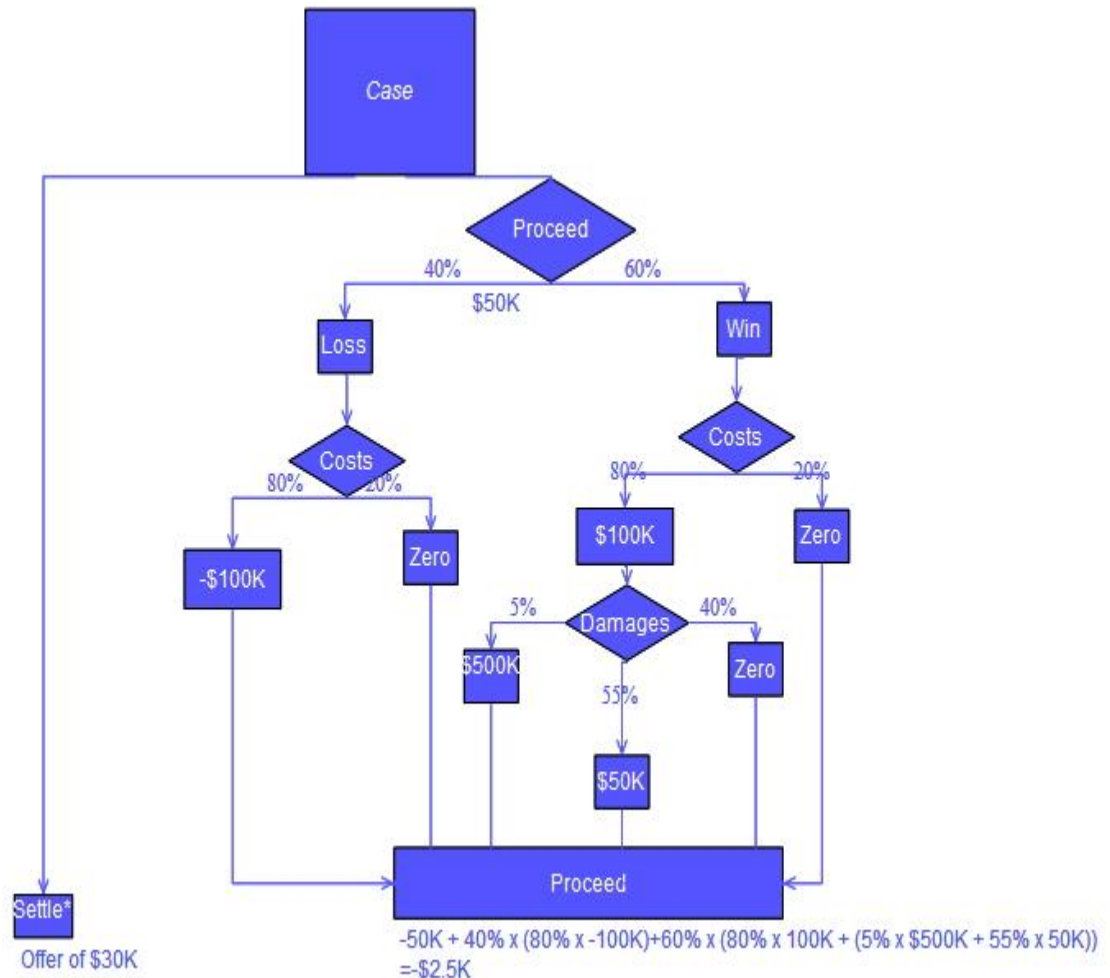 Case
Proceed
40%
60%
$50K
Loss
Win
Costs
Costs
80%
20%
80%
20%
-$100K
Zero
$100K
Zero
5%
Damages
40%
$500K
Zero
55%
$50K
Proceed
Settle*
Offer of $30K
-50K + 40% x (80% x -100K)+60% x (80% x 100K + (5% x $500K + 55% x 50K))
=-$2.5K